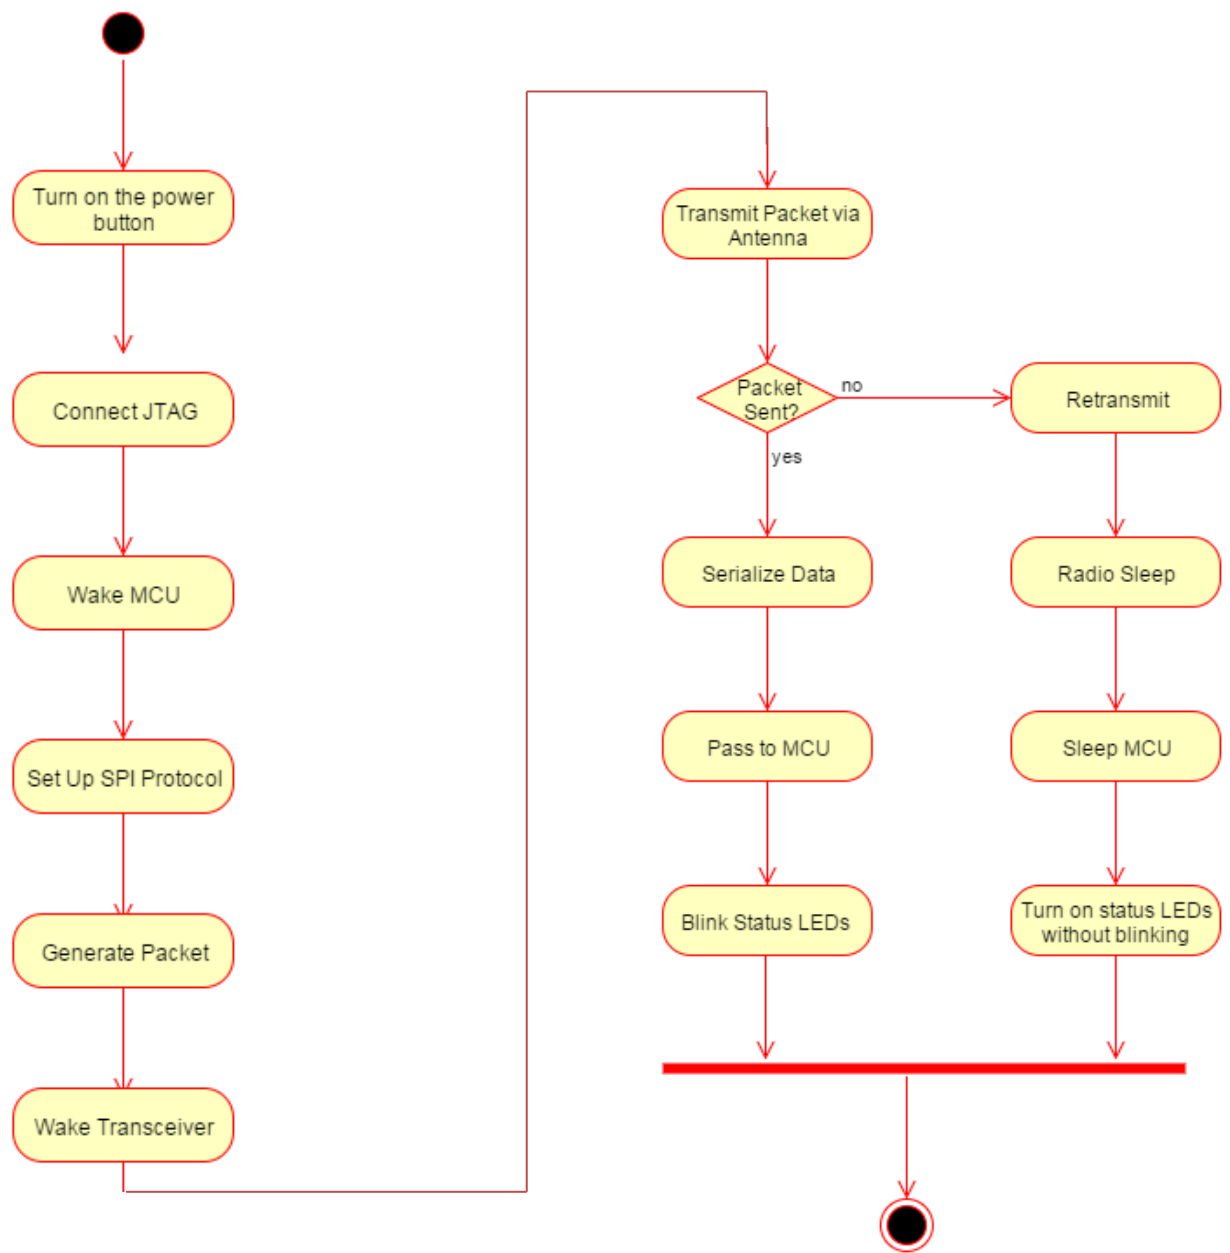 Turn on the power
button
Connect JTAG
Wake MCU
Set Up SPI Protocol
Generate Packet
Wake Transceiver
Transmit Packet via
Antenna
Packet
Sent?
no
yes
Retransmit
Serialize Data
Radio Sleep
Pass to MCU
Sleep MCU
Blink Status LEDs
Turn on status LEDs
without blinking